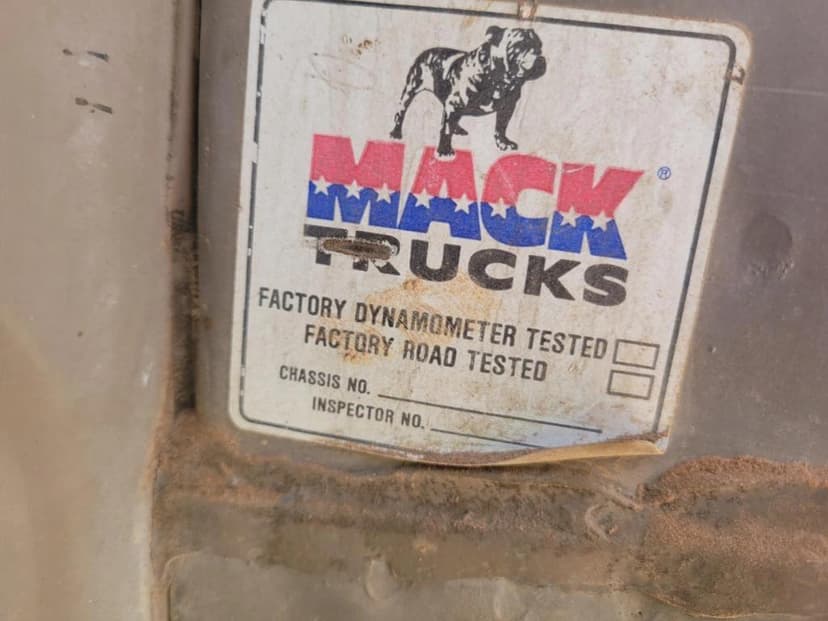 MACK
®
TRUCKS
FACTORY DYNAMOMETER TESTED
FACTORY ROAD TESTED
CHASSIS NO.
INSPECTOR NO.